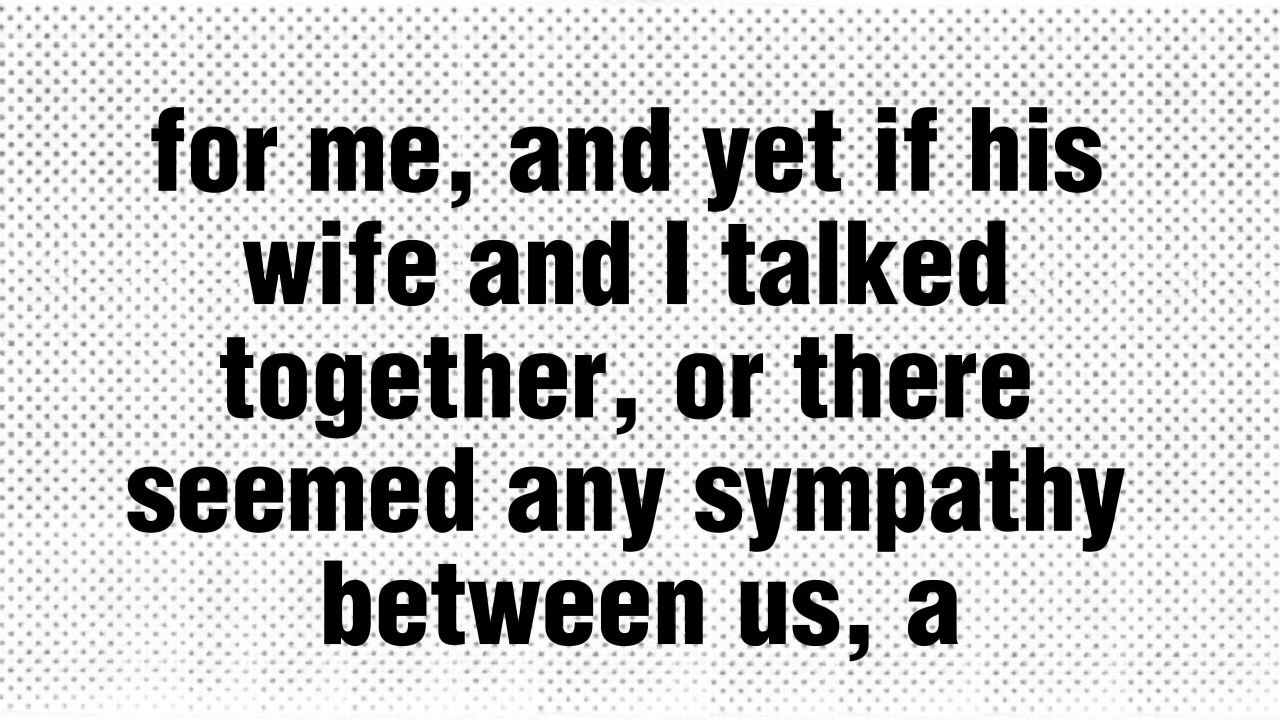 for me, and yet if his
wife and I talked
together, or there
seemed any sympathy
between us, a